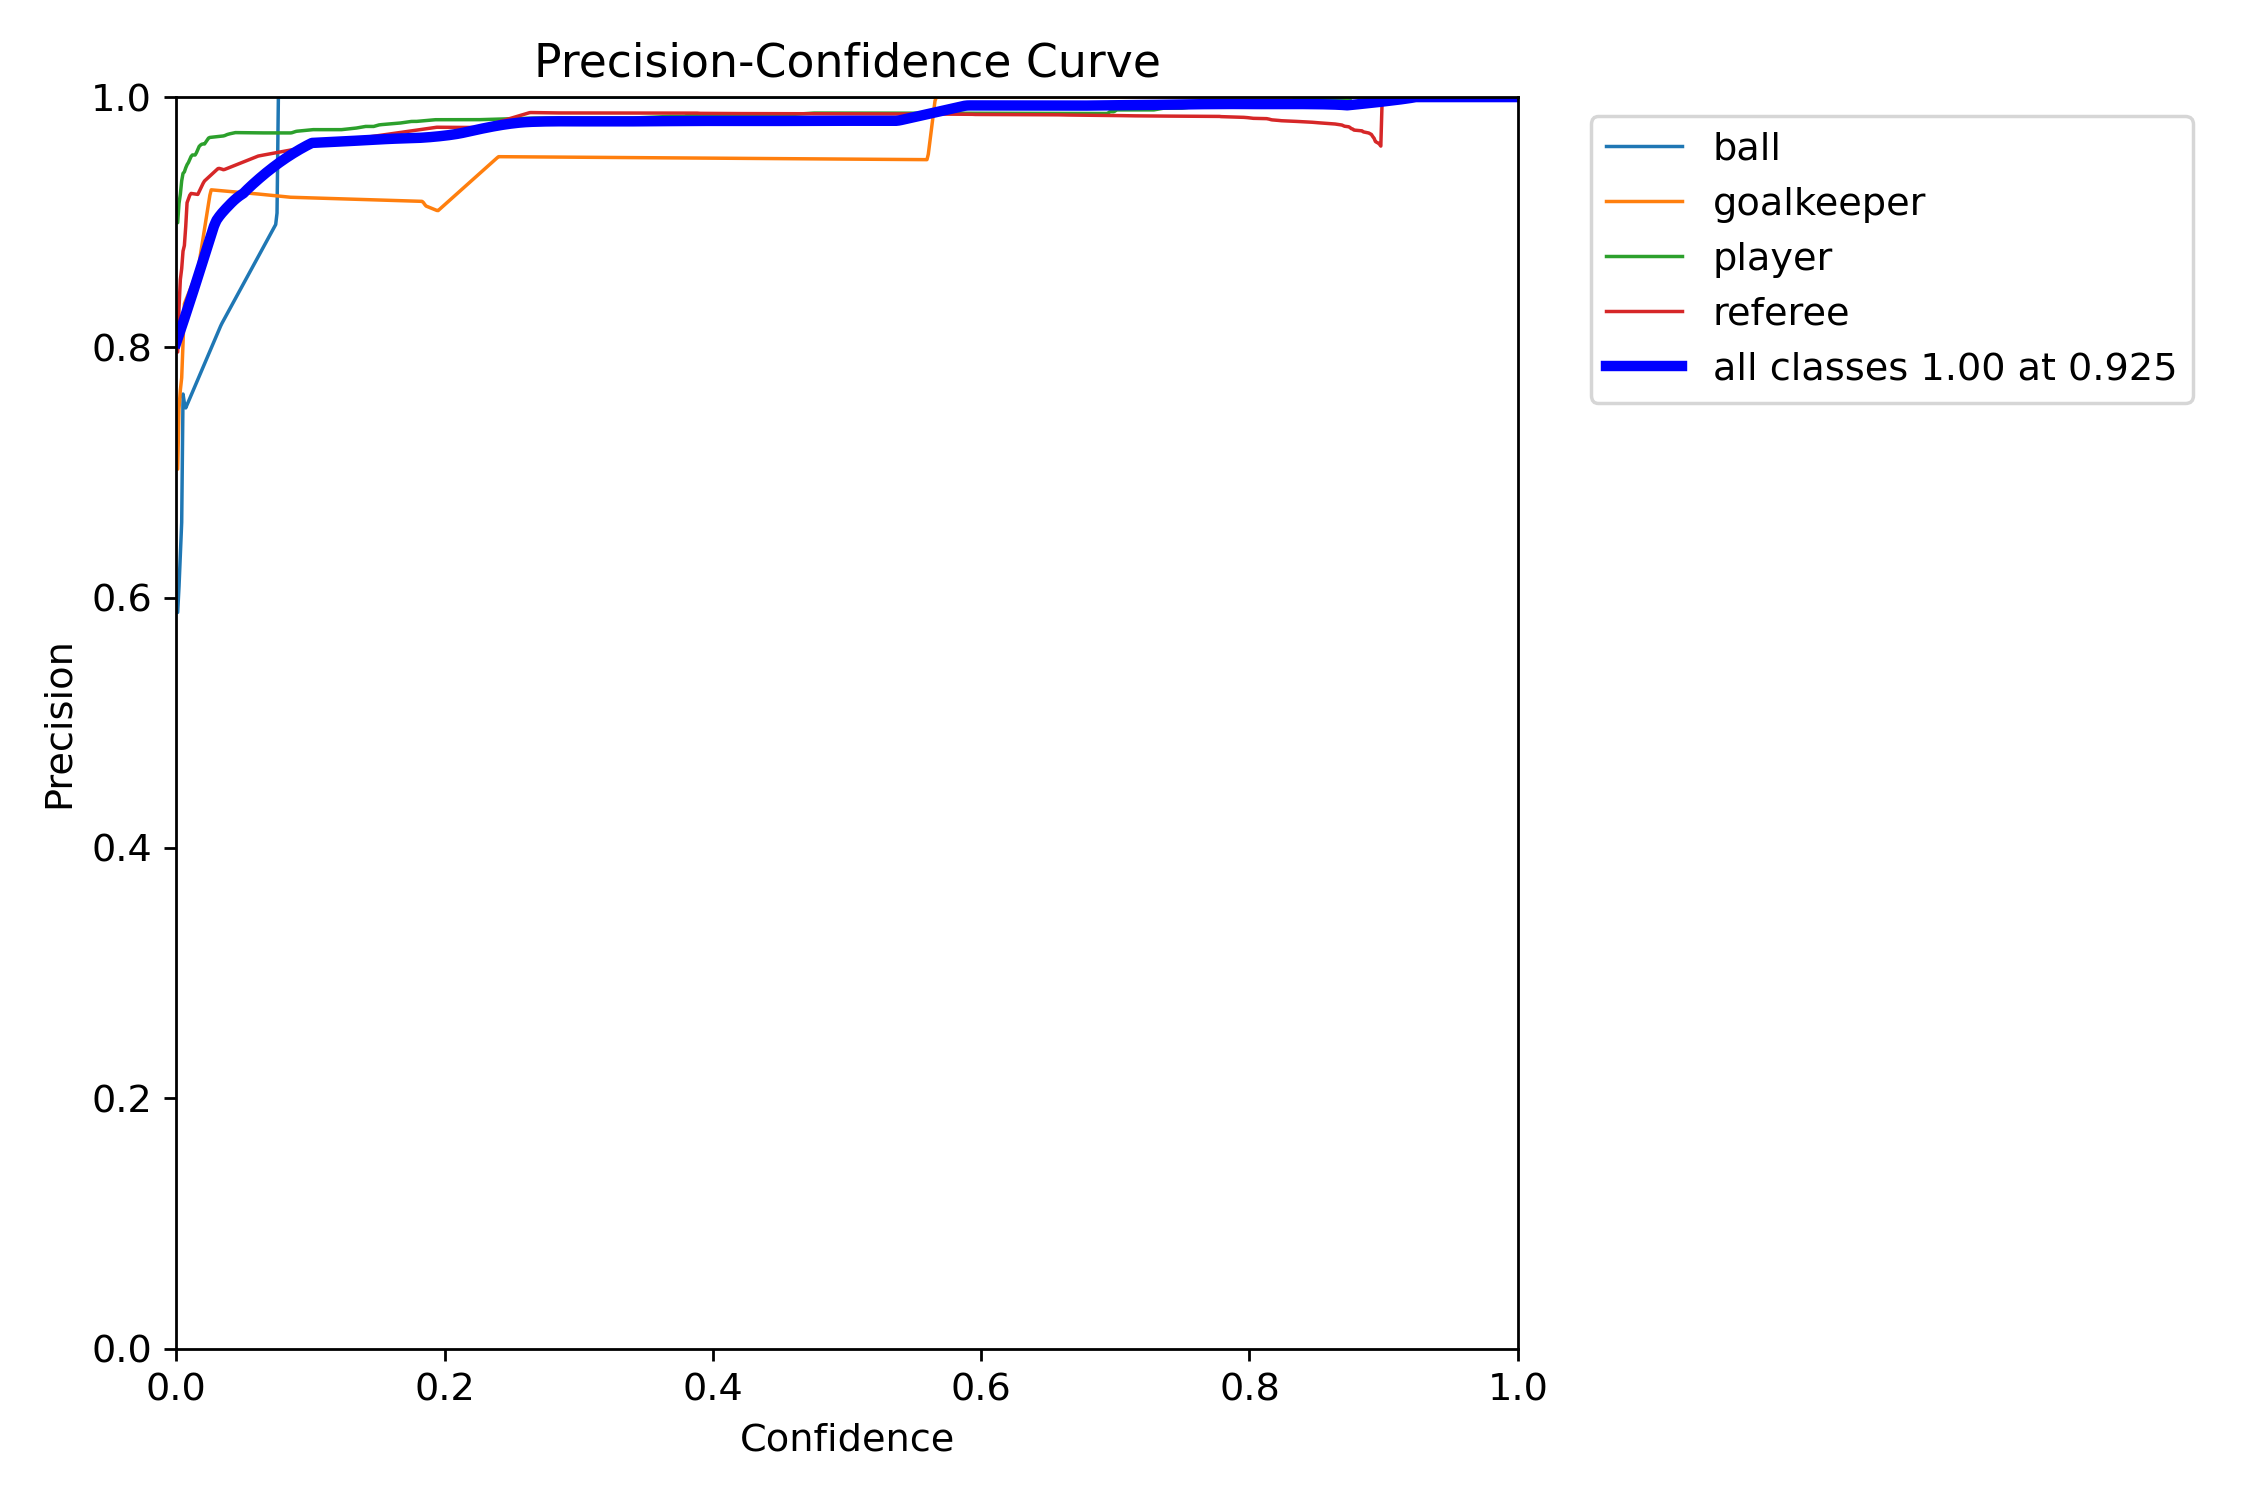 Precision-Confidence Curve
1.0
0.8
0.6
0.4
0.2
0.0
Precision
0.0 0.2 0.4 0.6 0.8 1.0
Confidence
ball
goalkeeper
player
referee
all classes 1.00 at 0.925